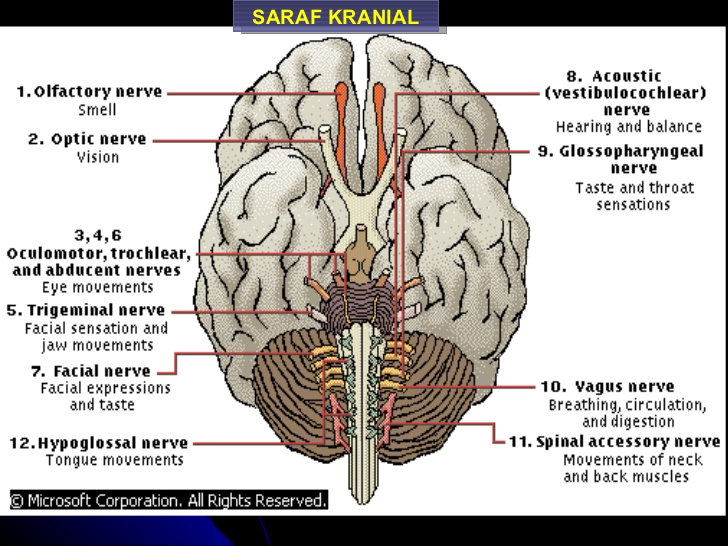 SARAF KRANIAL
1. Olfactory nerve
Smell
2. Optic nerve
Vision
3, 4, 6
Oculomotor, trochlear,
and abducent nerves
Eye movements
5. Trigeminal nerve
Facial sensation and
jaw movements
7. Facial nerve
Facial expressions
and taste
12. Hypoglossal nerve
Tongue movements
8. Acoustic
(vestibulocochlear)
nerve
Hearing and balance
9. Glossopharyngeal
nerve
Taste and throat
sensations
10. Vagus nerve
Breathing, circulation,
and digestion
11. Spinal accessory nerve
Movements of neck
and back muscles
© Microsoft Corporation. All Rights Reserved.